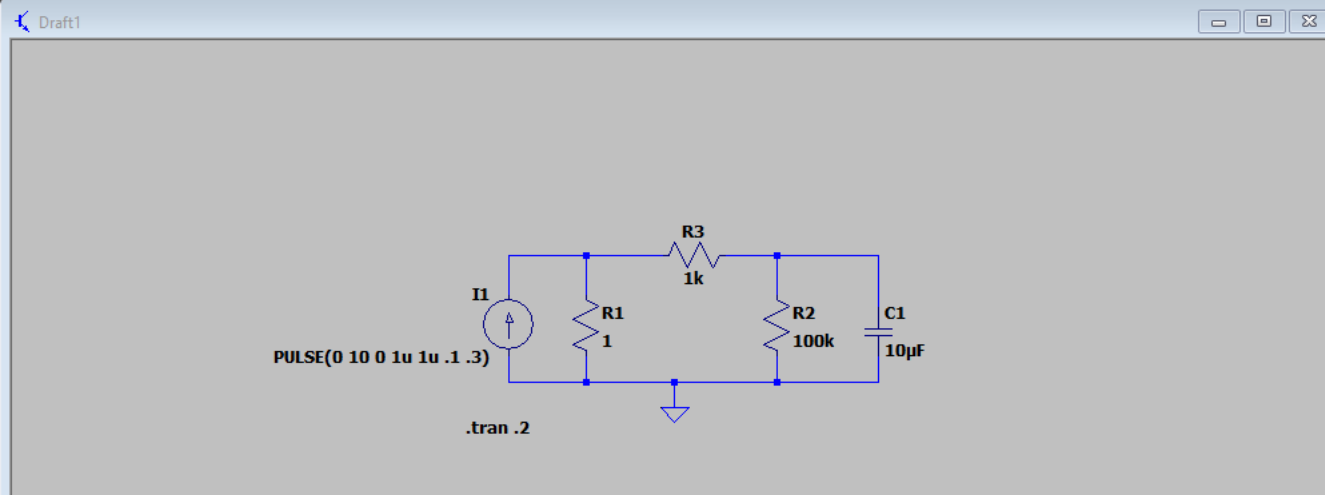 Draft1
R3
1k
I1
R1
1
R2
100k
C1
10µF
PULSE(0 10 0 1u 1u .1 .3)
.tran .2